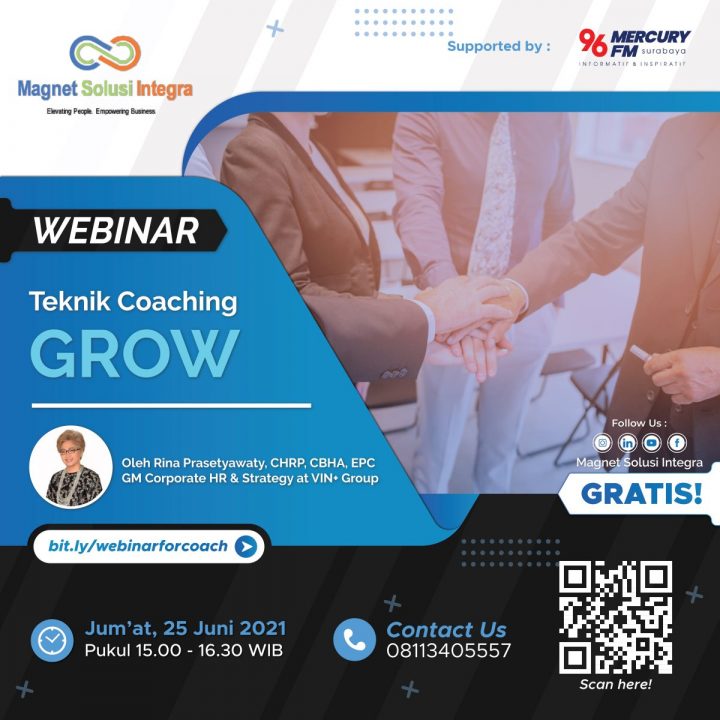 Magnet Solusi Integra
Elevating People. Empowering Business
Supported by :
96 MERCURY FM surabaya
INFORMATIF & INSPIRATIF
WEBINAR
Teknik Coaching
GROW
Oleh Rina Prasetyawaty, CHRP, CBHA, EPC
GM Corporate HR & Strategy at VIN+ Group
Follow Us :
Magnet Solusi Integra
GRATIS!
bit.ly/webinarforcoach
Jum'at, 25 Juni 2021
Pukul 15.00 - 16.30 WIB
Contact Us
08113405557
Scan here!